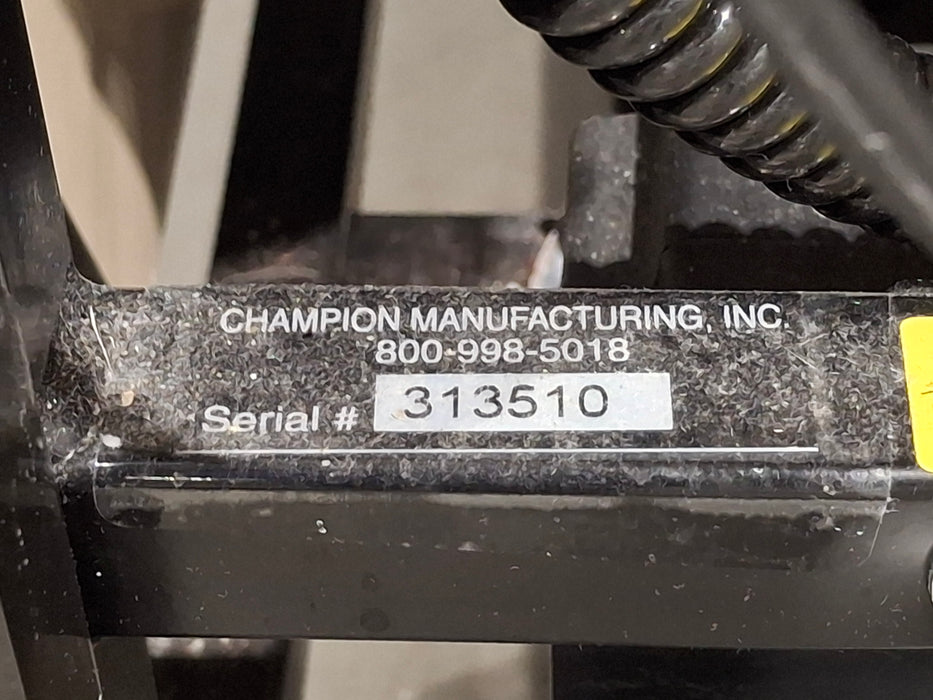 CHAMPION MANUFACTURING, INC.
800-998-5018
Serial # 313510